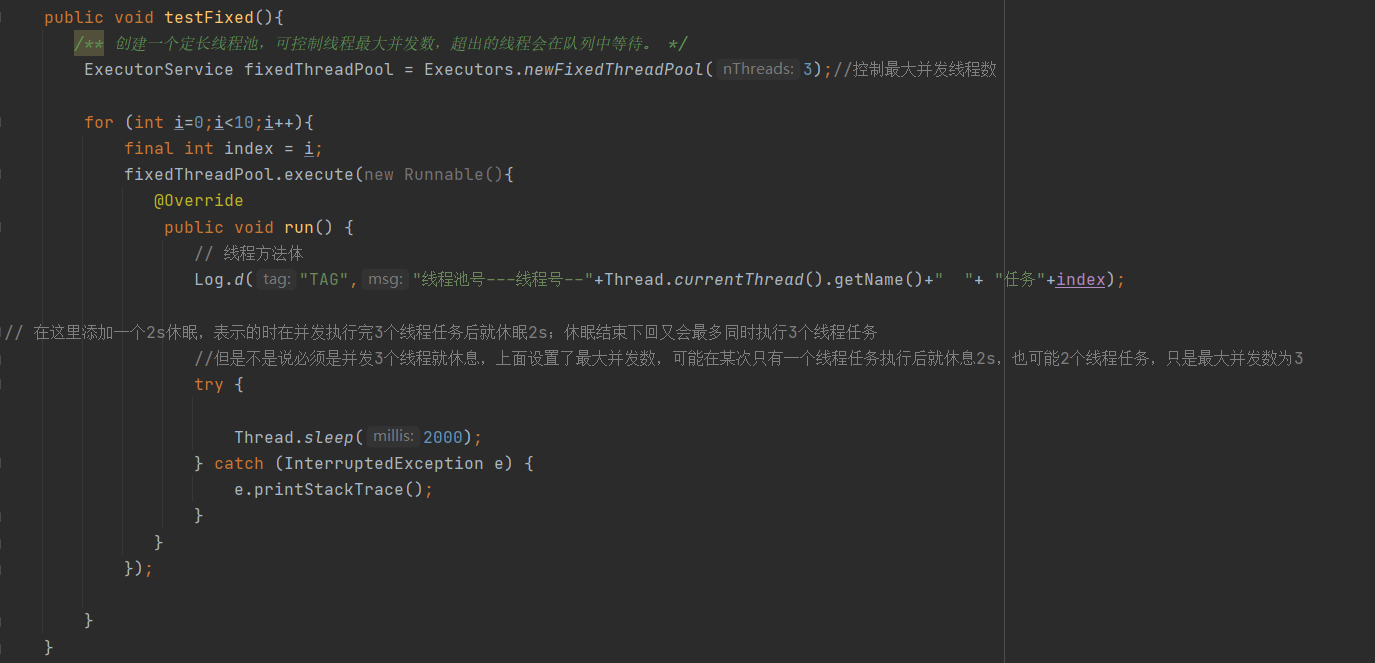 public void testFixed(){
/** 创建一个定长线程池，可控制线程最大并发数，超出的线程会在队列中等待。 */
ExecutorService fixedThreadPool = Executors.newFixedThreadPool( nThreads: 3);//控制最大并发线程数
for (int i=0;i<10;i++){
final int index = i;
fixedThreadPool.execute(new Runnable(){
@Override
public void run() {
// 线程方法体
Log.d( tag: "TAG", msg: "线程池号---线程号--"+Thread.currentThread().getName()+"  "+ "任务"+index);
// 在这里添加一个2s休眠，表示的时在并发执行完3个线程任务后就休眠2s；休眠结束下回又会最多同时执行3个线程任务
//但是不是说必须是并发3个线程就休息，上面设置了最大并发数，可能在某次只有一个线程任务执行后就休息2s，也可能2个线程任务，只是最大并发数为3
try {
Thread.sleep( millis: 2000);
} catch (InterruptedException e) {
e.printStackTrace();
}
}
});
}
}